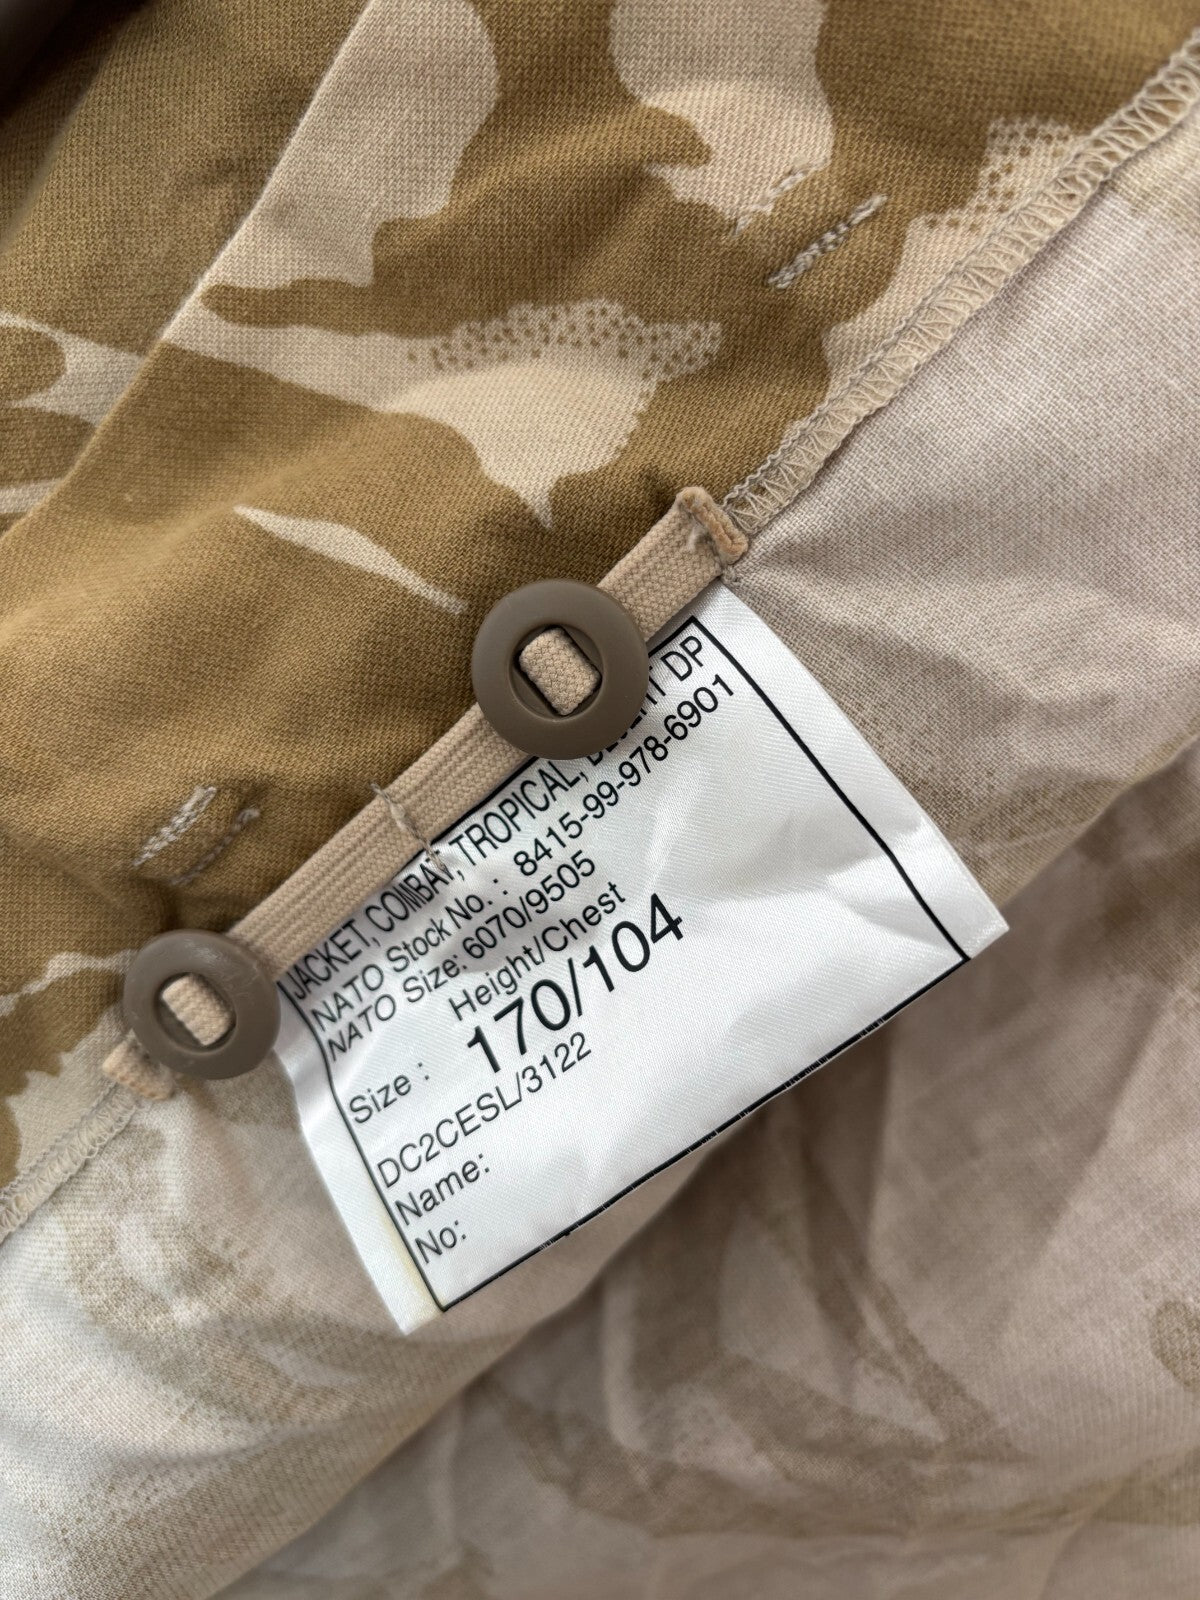 JACKET, COMBAT, TROPICAL, DESERT DP
NATO Stock No. : 8415-99-978-6901
NATO Size: 6070/9505
Height/Chest
Size : 170/104
DC2CESL/3122
Name:
No: